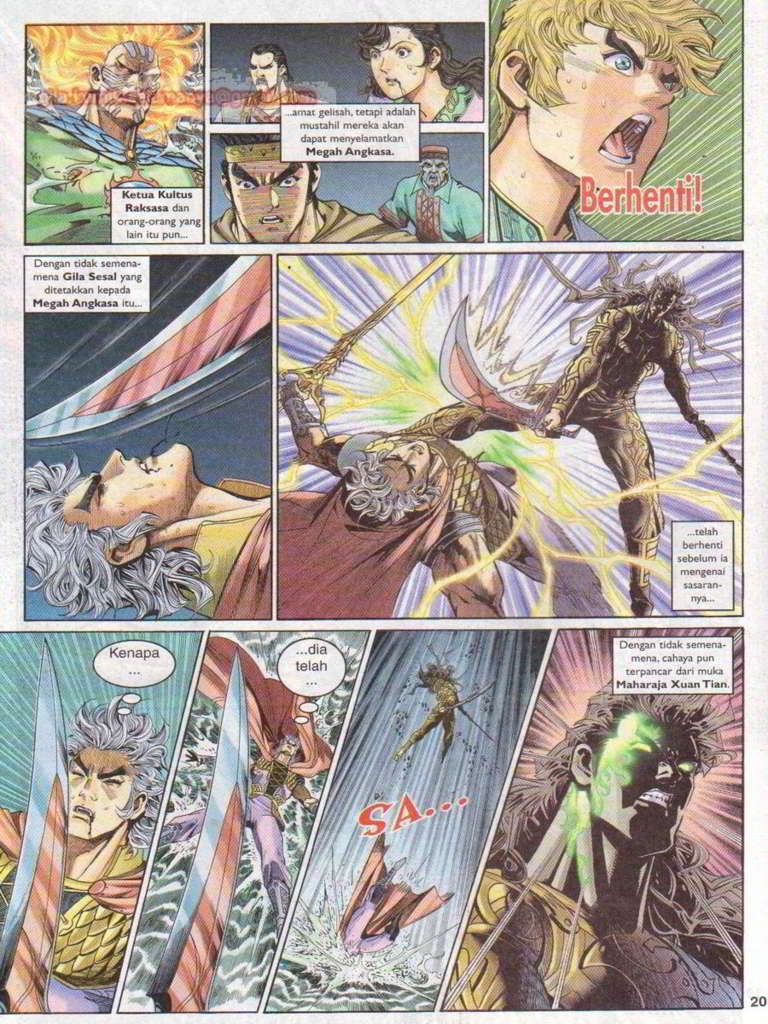 Ketua Kultus
Raksasa dan
orang-orang yang
lain itu pun...
...amat gelisah, tetapi adalah
mustahil mereka akan
dapat menyelamatkan
Megah Angkasa.
Berhenti!
Dengan tidak semena-
mena Gila Sesal yang
ditetakkan kepada
Megah Angkasa itu...
...telah
berhenti
sebelum ia
mengenai
sasaran-
nya...
Kenapa
...
...dia
telah
...
SA...
Dengan tidak semena-
mena, cahaya pun
terpancar dari muka
Maharaja Xuan Tian.
20